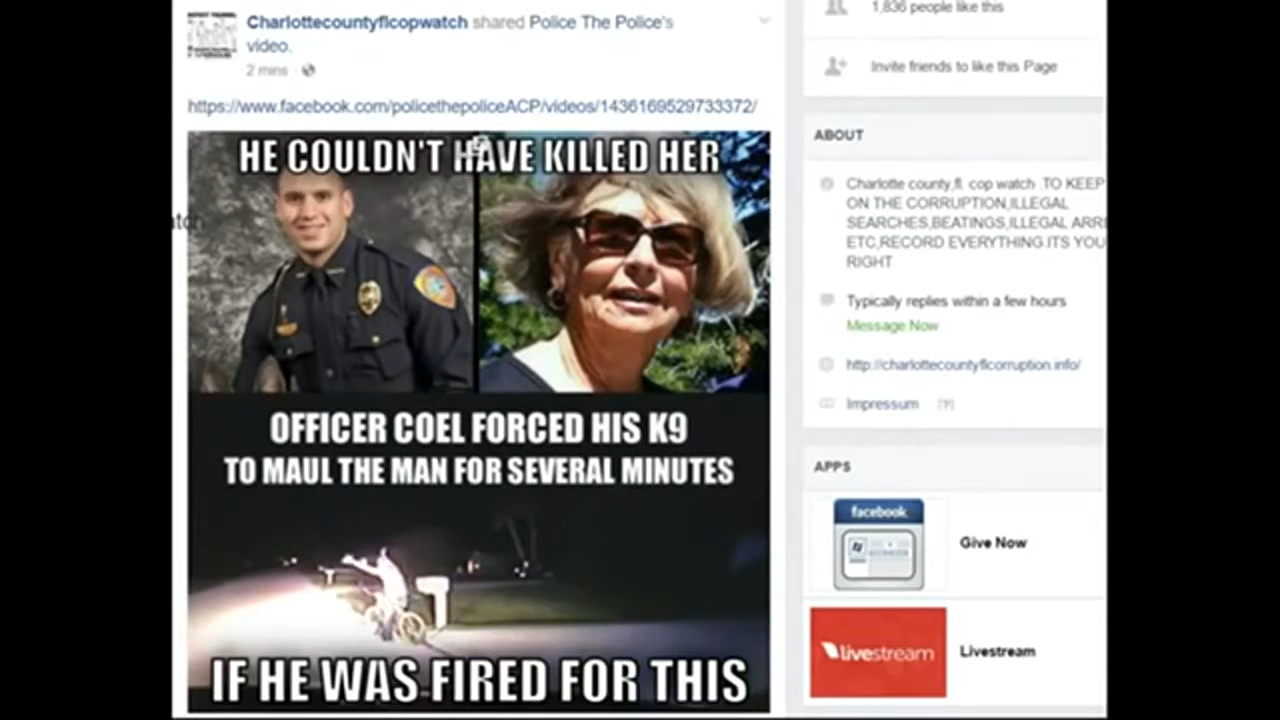 Charlottecountyflcopwatch shared Police The Police's
video.
2 mins
https://www.facebook.com/policethepoliceACP/videos/1436169529733372/
HE COULDN'T HAVE KILLED HER
OFFICER COEL FORCED HIS K9
TO MAUL THE MAN FOR SEVERAL MINUTES
IF HE WAS FIRED FOR THIS
1,836 people like this
Invite friends to like this Page
ABOUT
Charlotte county,fl. cop watch .TO KEEP
ON THE CORRUPTION,ILLEGAL
SEARCHES,BEATINGS,ILLEGAL ARRE
ETC,RECORD EVERYTHING.ITS YOU
RIGHT
Typically replies within a few hours
Message Now
http://charlottecountyflcorruption.info/
Impressum [?]
APPS
facebook
Give Now
livestream
Livestream